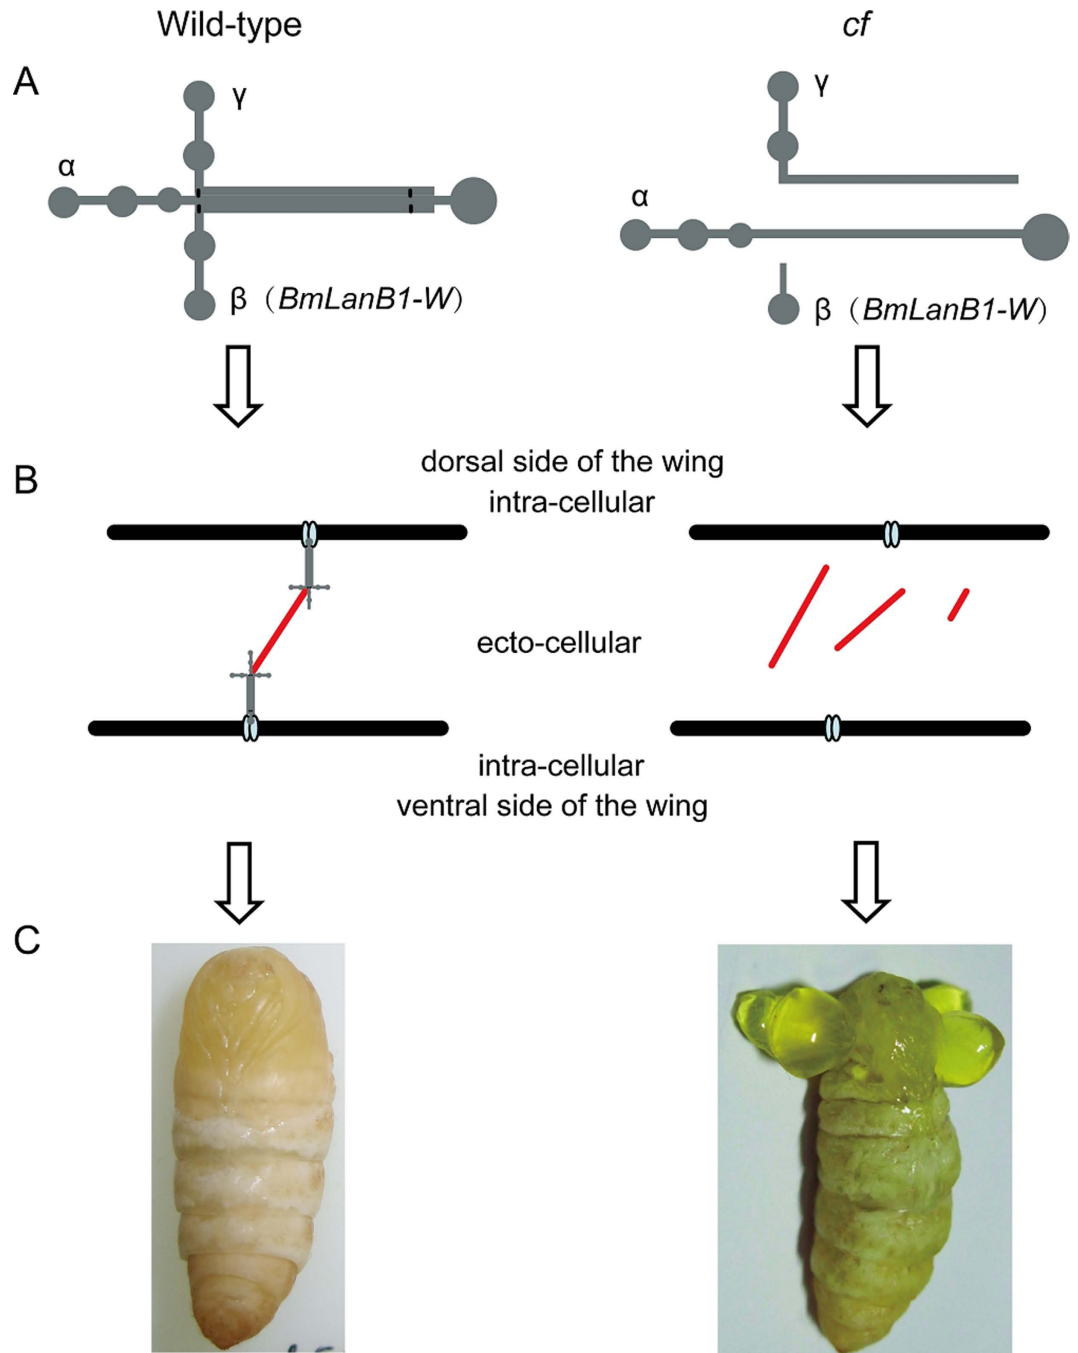 Wild-type
cf
A
γ
γ
α
α
β （BmLanB1-W）
β （BmLanB1-W）
dorsal side of the wing
B
intra-cellular
ecto-cellular
intra-cellular
ventral side of the wing
C